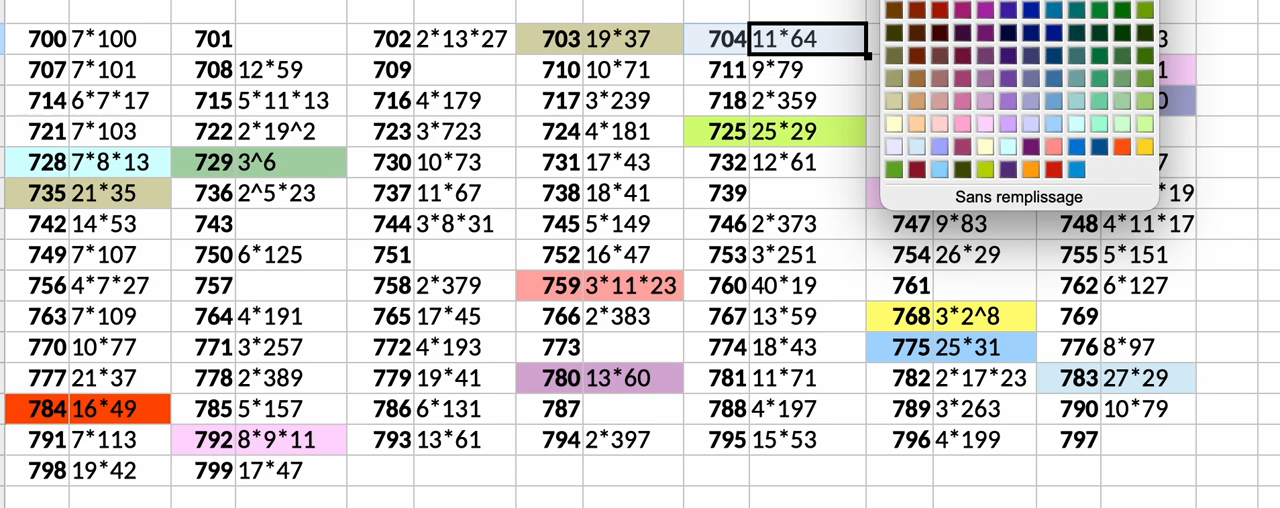 700 7*100 701 702 2*13*27 703 19*37 704 11*64 3
707 7*101 708 12*59 709 710 10*71 711 9*79 1
714 6*7*17 715 5*11*13 716 4*179 717 3*239 718 2*359 0
721 7*103 722 2*19^2 723 3*723 724 4*181 725 25*29
728 7*8*13 729 3^6 730 10*73 731 17*43 732 12*61 7
735 21*35 736 2^5*23 737 11*67 738 18*41 739 Sans remplissage *19
742 14*53 743 744 3*8*31 745 5*149 746 2*373 747 9*83 748 4*11*17
749 7*107 750 6*125 751 752 16*47 753 3*251 754 26*29 755 5*151
756 4*7*27 757 758 2*379 759 3*11*23 760 40*19 761 762 6*127
763 7*109 764 4*191 765 17*45 766 2*383 767 13*59 768 3*2^8 769
770 10*77 771 3*257 772 4*193 773 774 18*43 775 25*31 776 8*97
777 21*37 778 2*389 779 19*41 780 13*60 781 11*71 782 2*17*23 783 27*29
784 16*49 785 5*157 786 6*131 787 788 4*197 789 3*263 790 10*79
791 7*113 792 8*9*11 793 13*61 794 2*397 795 15*53 796 4*199 797
798 19*42 799 17*47